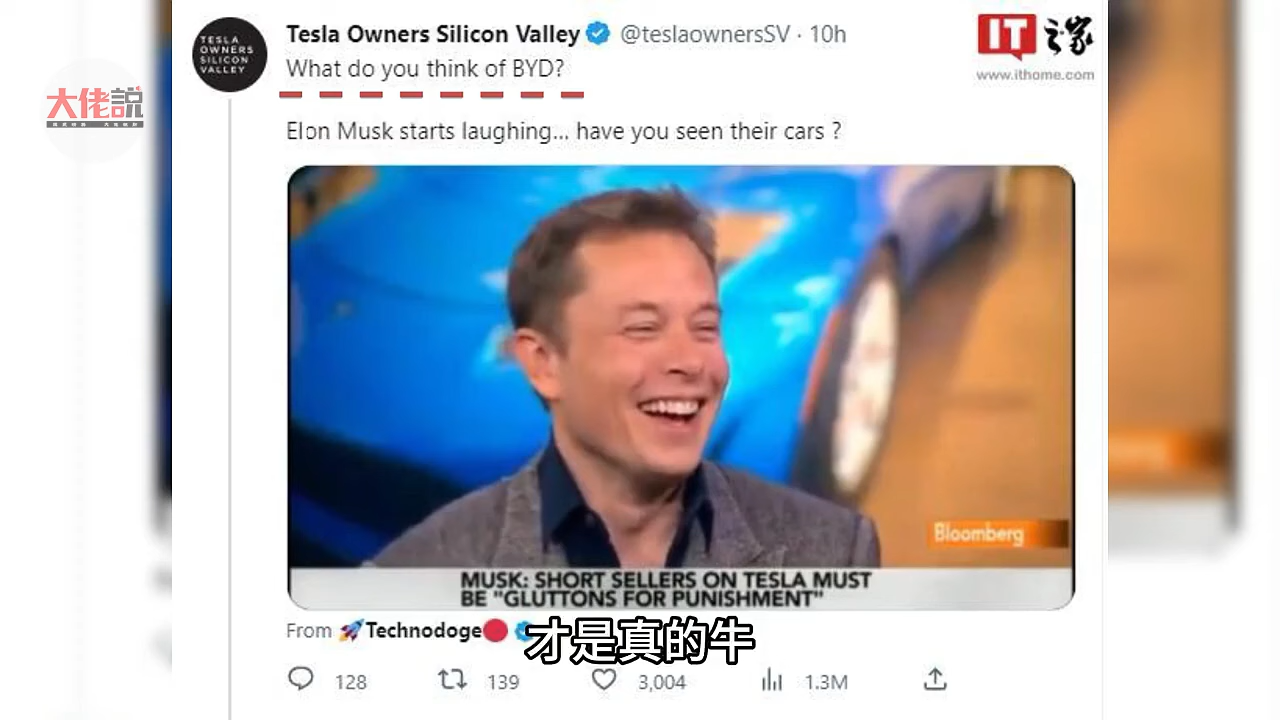 Tesla Owners Silicon Valley @teslaownersSV · 10h
What do you think of BYD?
Elon Musk starts laughing... have you seen their cars ?
TESLA
OWNERS
SILICON
VALLEY
IT之家
www.ithome.com
大佬説
Bloomberg
MUSK: SHORT SELLERS ON TESLA MUST
BE "GLUTTONS FOR PUNISHMENT"
From 🚀Technodoge🔴
才是真的牛
128 139 3,004 1.3M